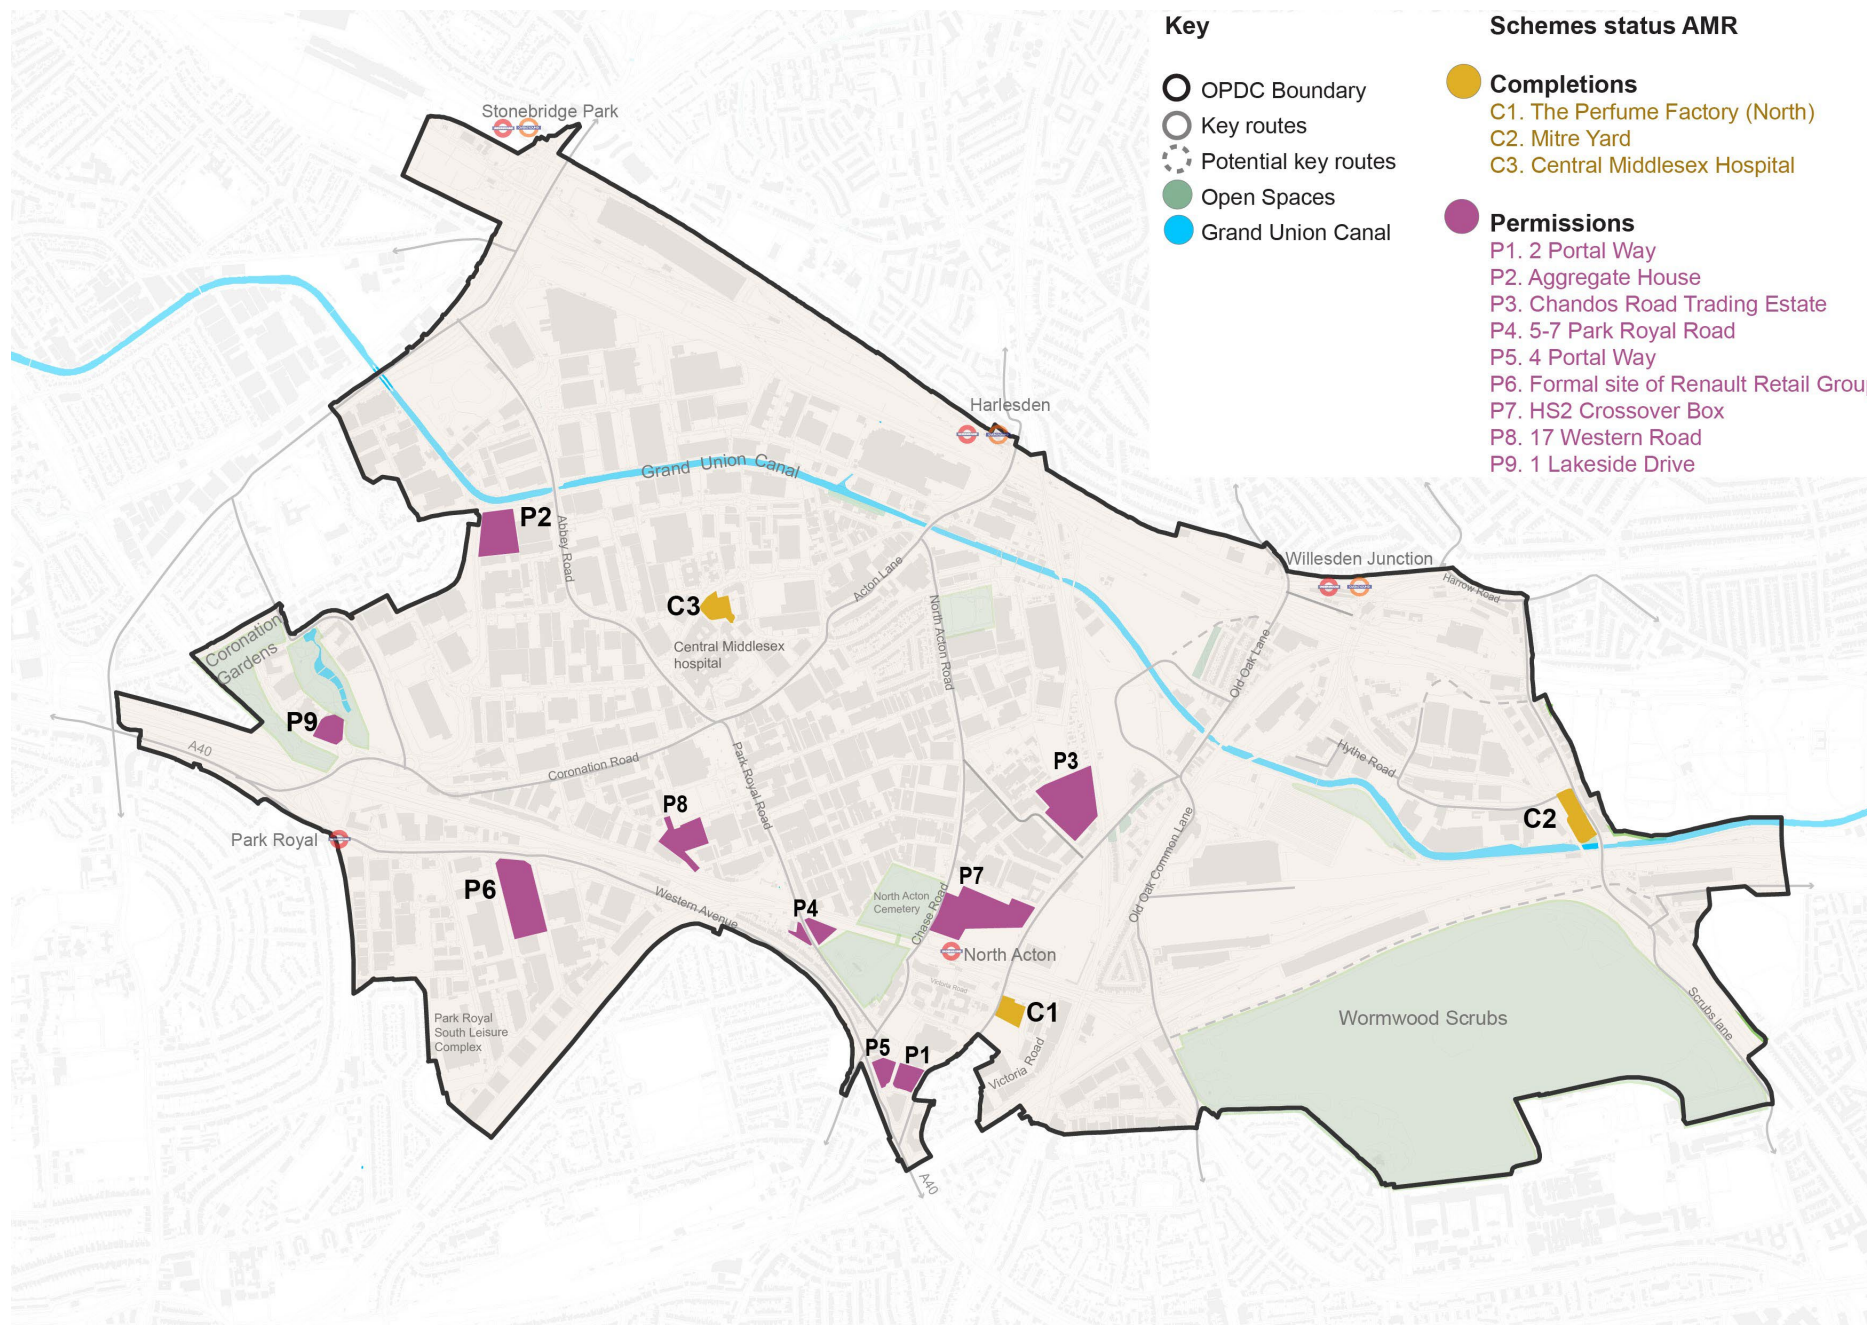 Key
OPDC Boundary
Key routes
Potential key routes
Open Spaces
Grand Union Canal
Schemes status AMR
Completions
C1. The Perfume Factory (North)
C2. Mitre Yard
C3. Central Middlesex Hospital
Permissions
P1. 2 Portal Way
P2. Aggregate House
P3. Chandos Road Trading Estate
P4. 5-7 Park Royal Road
P5. 4 Portal Way
P6. Formal site of Renault Retail Grou
P7. HS2 Crossover Box
P8. 17 Western Road
P9. 1 Lakeside Drive
Stonebridge Park
Harlesden
Grand Union Canal
P2
Abbey Road
Willesden Junction
Harrow Road
Acton Lane
C3
North Acton Road
Central Middlesex
hospital
Coronation
Gardens
Old Oak Lane
P9
A40
Coronation Road
Park Royal Road
Hythe Road
P3
P8
C2
Park Royal
Old Oak Common Lane
P6
P7
North Acton
Cemetery
Western Avenue
P4
Chase Road
North Acton
Victoria Road
C1
Wormwood Scrubs
Scrubs lane
Park Royal
South Leisure
Complex
P5
P1
Victoria Road
A40